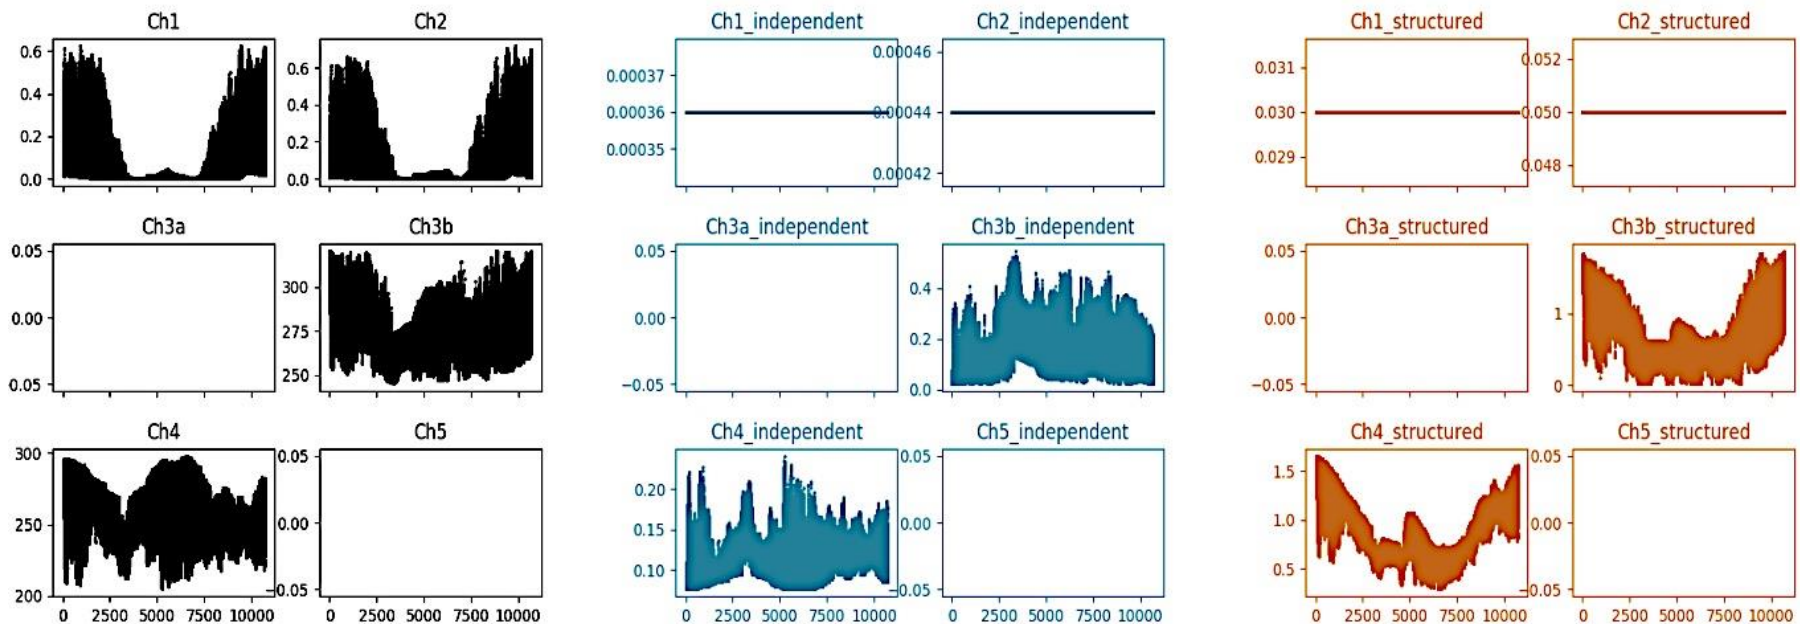 Ch1 Ch2 Ch1_independent Ch2_independent Ch1_structured Ch2_structured
0.6 0.4 0.2 0.0
0.6 0.4 0.2 0.0
0.00037 0.00036 0.00035
0.00046 0.00044 0.00042
0.031 0.030 0.029
0.052 0.050 0.048
Ch3a Ch3b Ch3a_independent Ch3b_independent Ch3a_structured Ch3b_structured
0.05 0.00 0.05
300 275 250
0.05 0.00 −0.05
0.4 0.2 0.0
0.05 0.00 −0.05
1 0
Ch4 Ch5 Ch4_independent Ch5_independent Ch4_structured Ch5_structured
300 250 200
0.05 0.00 −0.05
0.20 0.15 0.10
0.05 0.00 −0.05
1.5 1.0 0.5
0.05 0.00 −0.05
0 2500 5000 7500 10000 0 2500 5000 7500 10000 0 2500 5000 7500 10000 0 2500 5000 7500 10000 0 2500 5000 7500 10000 0 2500 5000 7500 10000